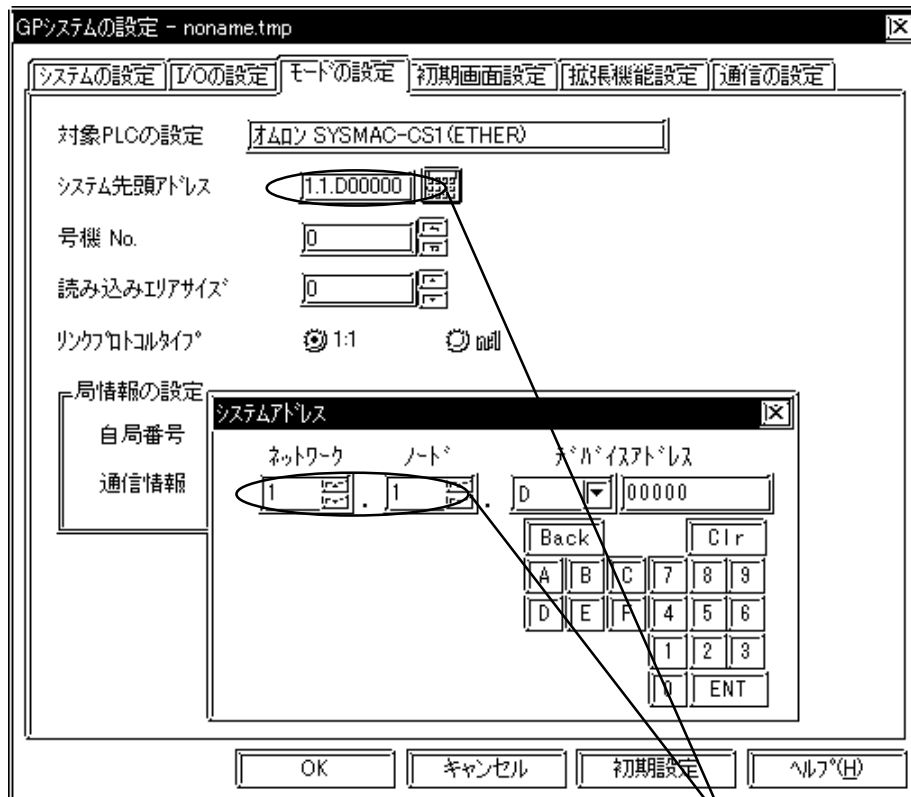 GPシステムの設定 - noname.tmp
システムの設定 I/Oの設定 モードの設定 初期画面設定 拡張機能設定 通信の設定
対象PLCの設定 オムロン SYSMAC-CS1(ETHER)
システム先頭アドレス 1.1.D00000
号機 No. 0
読み込みエリアサイズ 0
リンクプロトコルタイプ 1:1
局情報の設定
システムアドレス
自局番号
ネットワーク ノード デバイスアドレス
通信情報 1 . 1 . D 00000
Back Clr
A B C 7 8 9
D E F 4 5 6
1 2 3
0 ENT
OK キャンセル 初期設定 ヘルプ(H)